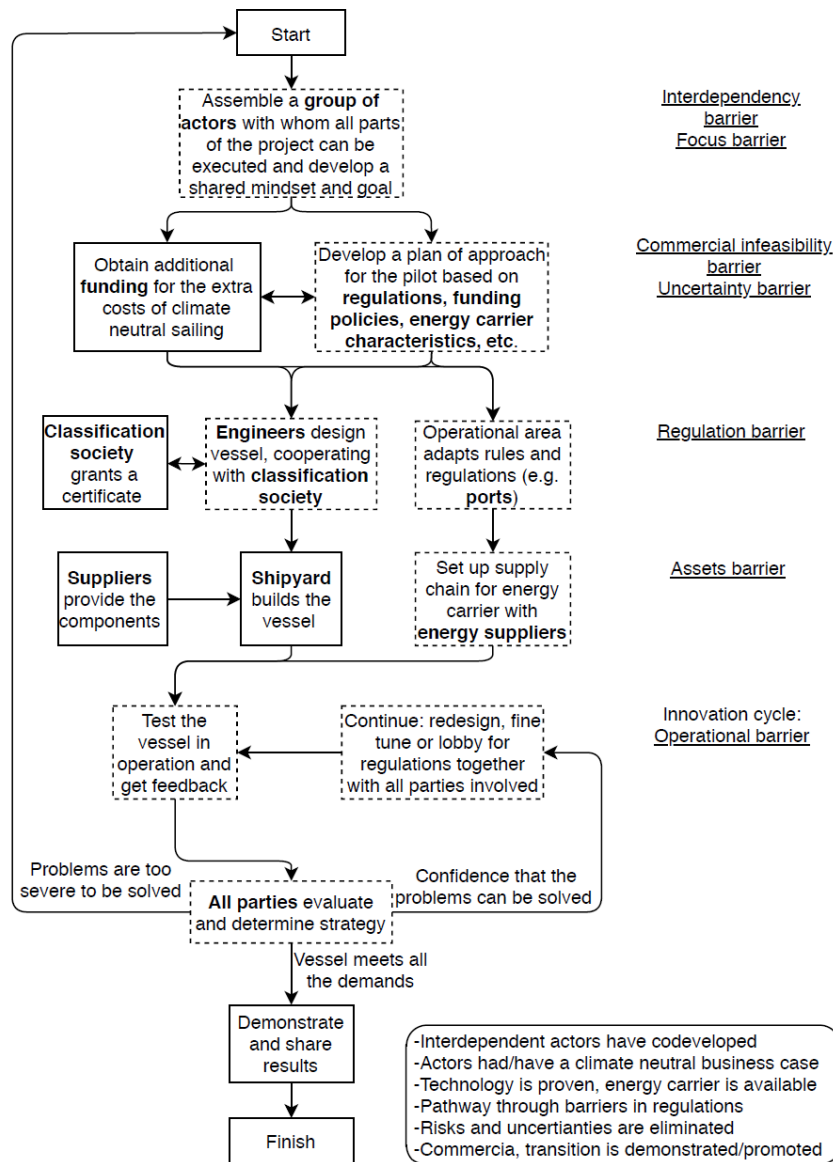 Start
Assemble a group of
actors with whom all parts
of the project can be
executed and develop a
shared mindset and goal
Interdependency
barrier
Focus barrier
Obtain additional
funding for the extra
costs of climate
neutral sailing
Develop a plan of approach
for the pilot based on
regulations, funding
policies, energy carrier
characteristics, etc.
Commercial infeasibility
barrier
Uncertainty barrier
Classification
society
grants a
certificate
Engineers design
vessel, cooperating
with classification
society
Operational area
adapts rules and
regulations (e.g.
ports)
Regulation barrier
Suppliers
provide the
components
Shipyard
builds the
vessel
Set up supply
chain for energy
carrier with
energy suppliers
Assets barrier
Test the
vessel in
operation and
get feedback
Continue: redesign, fine
tune or lobby for
regulations together
with all parties involved
Innovation cycle:
Operational barrier
Problems are too
severe to be solved
Confidence that the
problems can be solved
All parties evaluate
and determine strategy
Vessel meets all
the demands
Demonstrate
and share
results
Finish
-Interdependent actors have codeveloped
-Actors had/have a climate neutral business case
-Technology is proven, energy carrier is available
-Pathway through barriers in regulations
-Risks and uncertianties are eliminated
-Commercia, transition is demonstrated/promoted